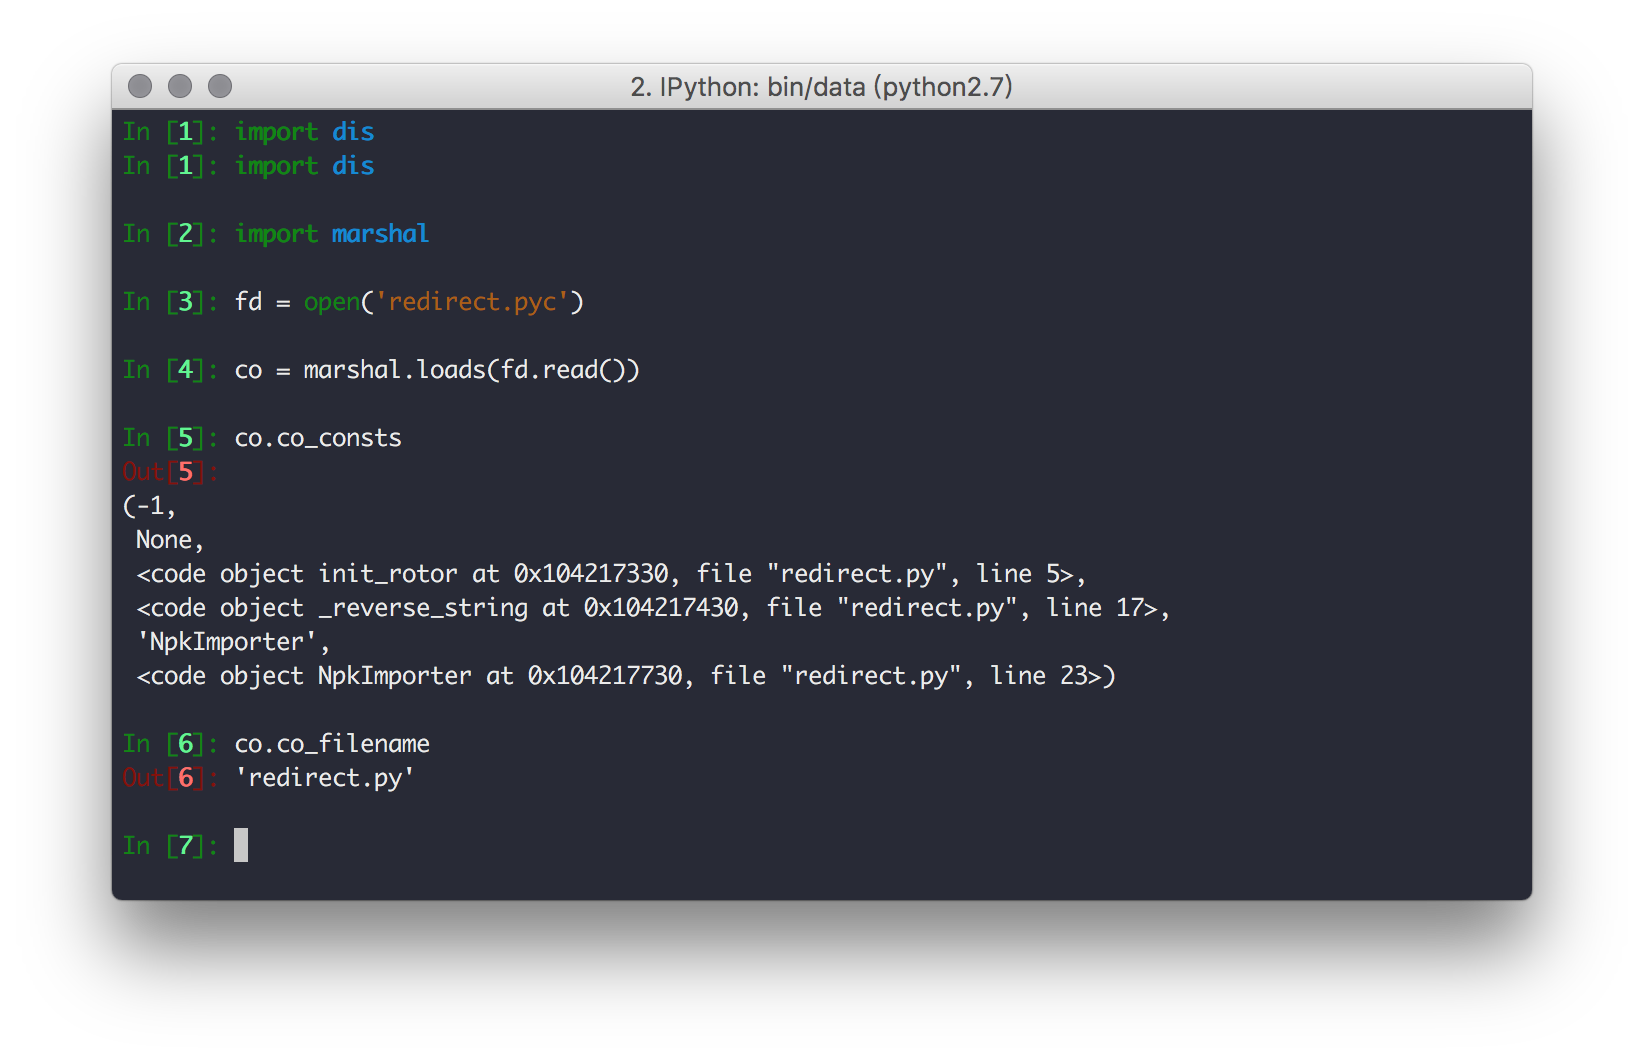 2. IPython: bin/data (python2.7)
In [1]: import dis
In [1]: import dis
In [2]: import marshal
In [3]: fd = open('redirect.pyc')
In [4]: co = marshal.loads(fd.read())
In [5]: co.co_consts
Out[5]:
(-1,
 None,
 <code object init_rotor at 0x104217330, file "redirect.py", line 5>,
 <code object _reverse_string at 0x104217430, file "redirect.py", line 17>,
 'NpkImporter',
 <code object NpkImporter at 0x104217730, file "redirect.py", line 23>)
In [6]: co.co_filename
Out[6]: 'redirect.py'
In [7]: